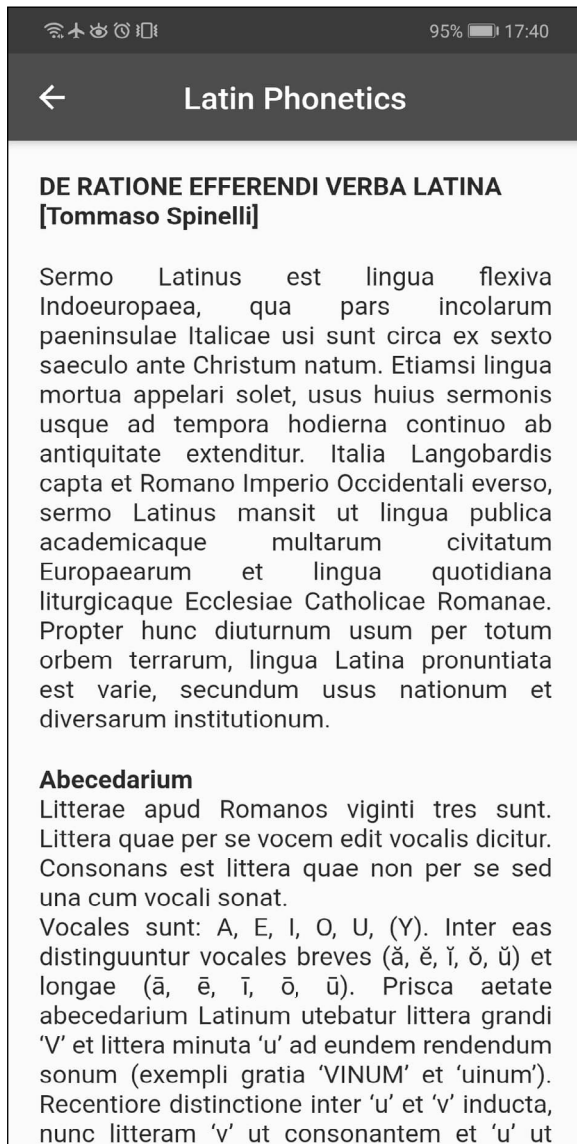 95% 17:40
Latin Phonetics
DE RATIONE EFFERENDI VERBA LATINA
[Tommaso Spinelli]
Sermo Latinus est lingua flexiva
Indoeuropaea, qua pars incolarum
paeninsulae Italicae usi sunt circa ex sexto
saeculo ante Christum natum. Etiamsi lingua
mortua appelari solet, usus huius sermonis
usque ad tempora hodierna continuo ab
antiquitate extenditur. Italia Langobardis
capta et Romano Imperio Occidentali everso,
sermo Latinus mansit ut lingua publica
academicaque multarum civitatum
Europaearum et lingua quotidiana
liturgicaque Ecclesiae Catholicae Romanae.
Propter hunc diuturnum usum per totum
orbem terrarum, lingua Latina pronuntiata
est varie, secundum usus nationum et
diversarum institutionum.
Abecedarium
Litterae apud Romanos viginti tres sunt.
Littera quae per se vocem edit vocalis dicitur.
Consonans est littera quae non per se sed
una cum vocali sonat.
Vocales sunt: A, E, I, O, U, (Y). Inter eas
distinguuntur vocales breves (ă, ĕ, ĭ, ŏ, ŭ) et
longae (ā, ē, ī, ō, ū). Prisca aetate
abecedarium Latinum utebatur littera grandi
‘V’ et littera minuta ‘u’ ad eundem rendendum
sonum (exempli gratia ‘VINUM’ et ‘uinum’).
Recentiore distinctione inter ‘u’ et ‘v’ inducta,
nunc litteram ‘v’ ut consonantem et ‘u’ ut